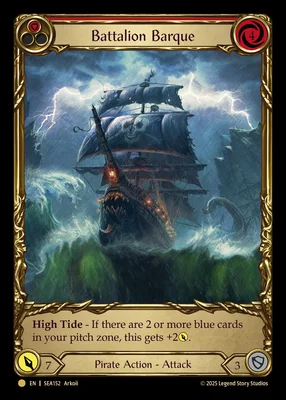 Battalion Barque
High Tide - If there are 2 or more blue cards
in your pitch zone, this gets +2.
7
Pirate Action - Attack
3
EN | SEA152 Arkoii
© 2025 Legend Story Studios